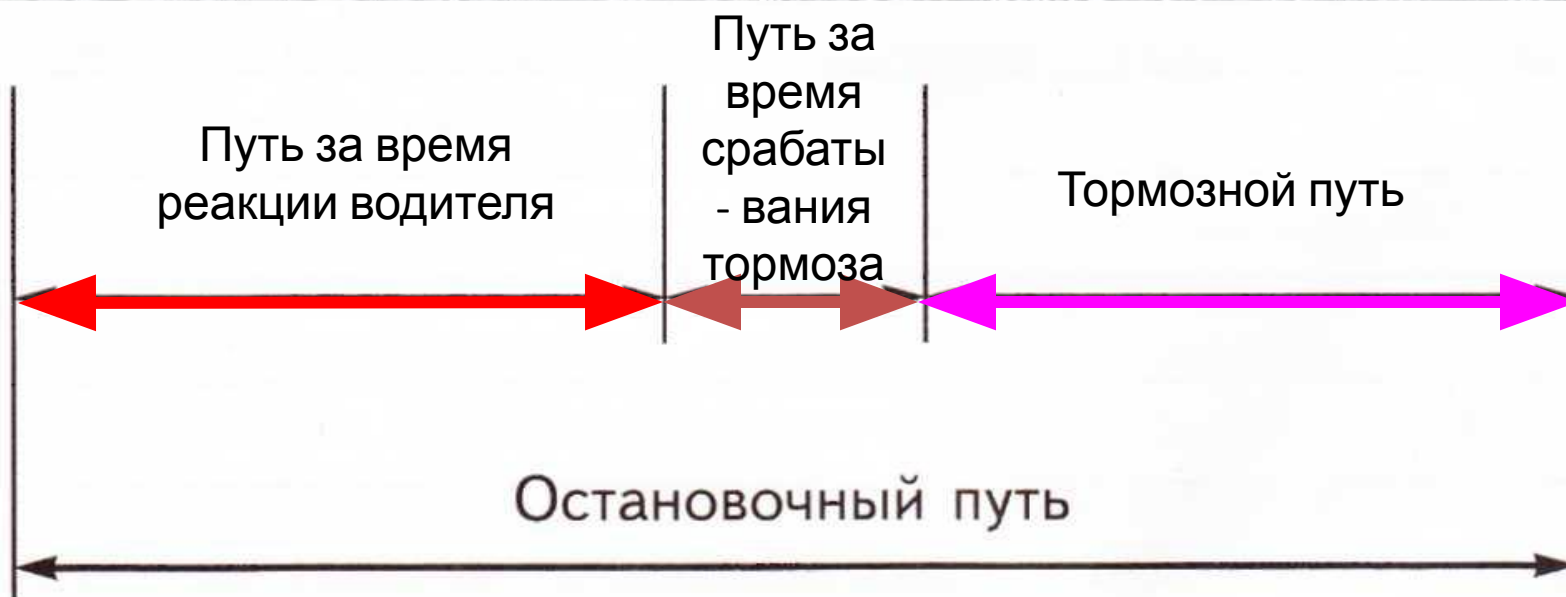 Путь за время
реакции водителя
Путь за
время
срабаты
- вания
тормоза
Тормозной путь
Остановочный путь